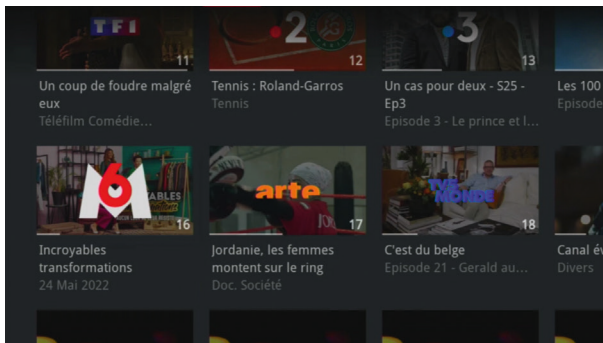 TF1
11
2
12
3
13
Un coup de foudre malgré
eux
Téléfilm Comédie...
Tennis : Roland-Garros
Tennis
Un cas pour deux - S25 -
Ep3
Episode 3 - Le prince et l...
Les 100
Episode
M6
16
arte
17
TV5
MONDE
18
Incroyables
transformations
24 Mai 2022
Jordanie, les femmes
montent sur le ring
Doc. Société
C'est du belge
Episode 21 - Gerald au...
Canal év
Divers